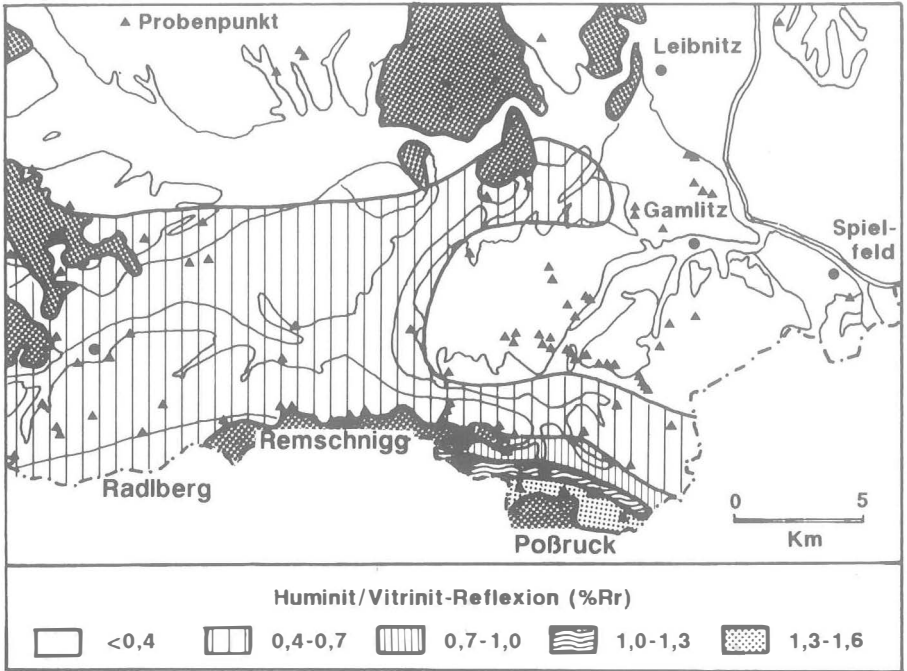 ▲ Probenpunkt
Leibnitz
Gamlitz
Spiel-
feld
Remschnigg
Radlberg
Poßruck
0 5
Km
Huminit/Vitrinit-Reflexion (%Rr)
<0,4 0,4-0,7 0,7-1,0 1,0-1,3 1,3-1,6